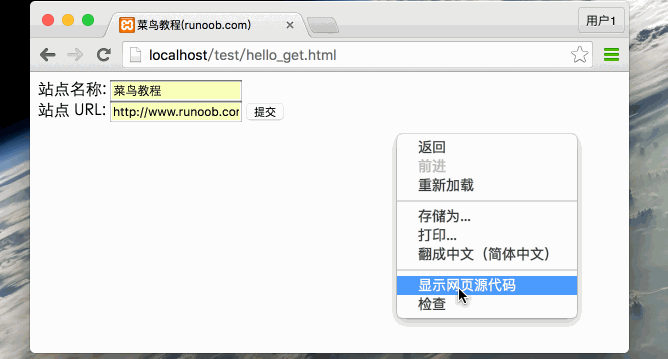 菜鸟教程(runoob.com)
用户1
localhost/test/hello_get.html
站点名称: 菜鸟教程
站点 URL: http://www.runoob.com 提交
返回
前进
重新加载
存储为...
打印...
翻成中文（简体中文）
显示网页源代码
检查